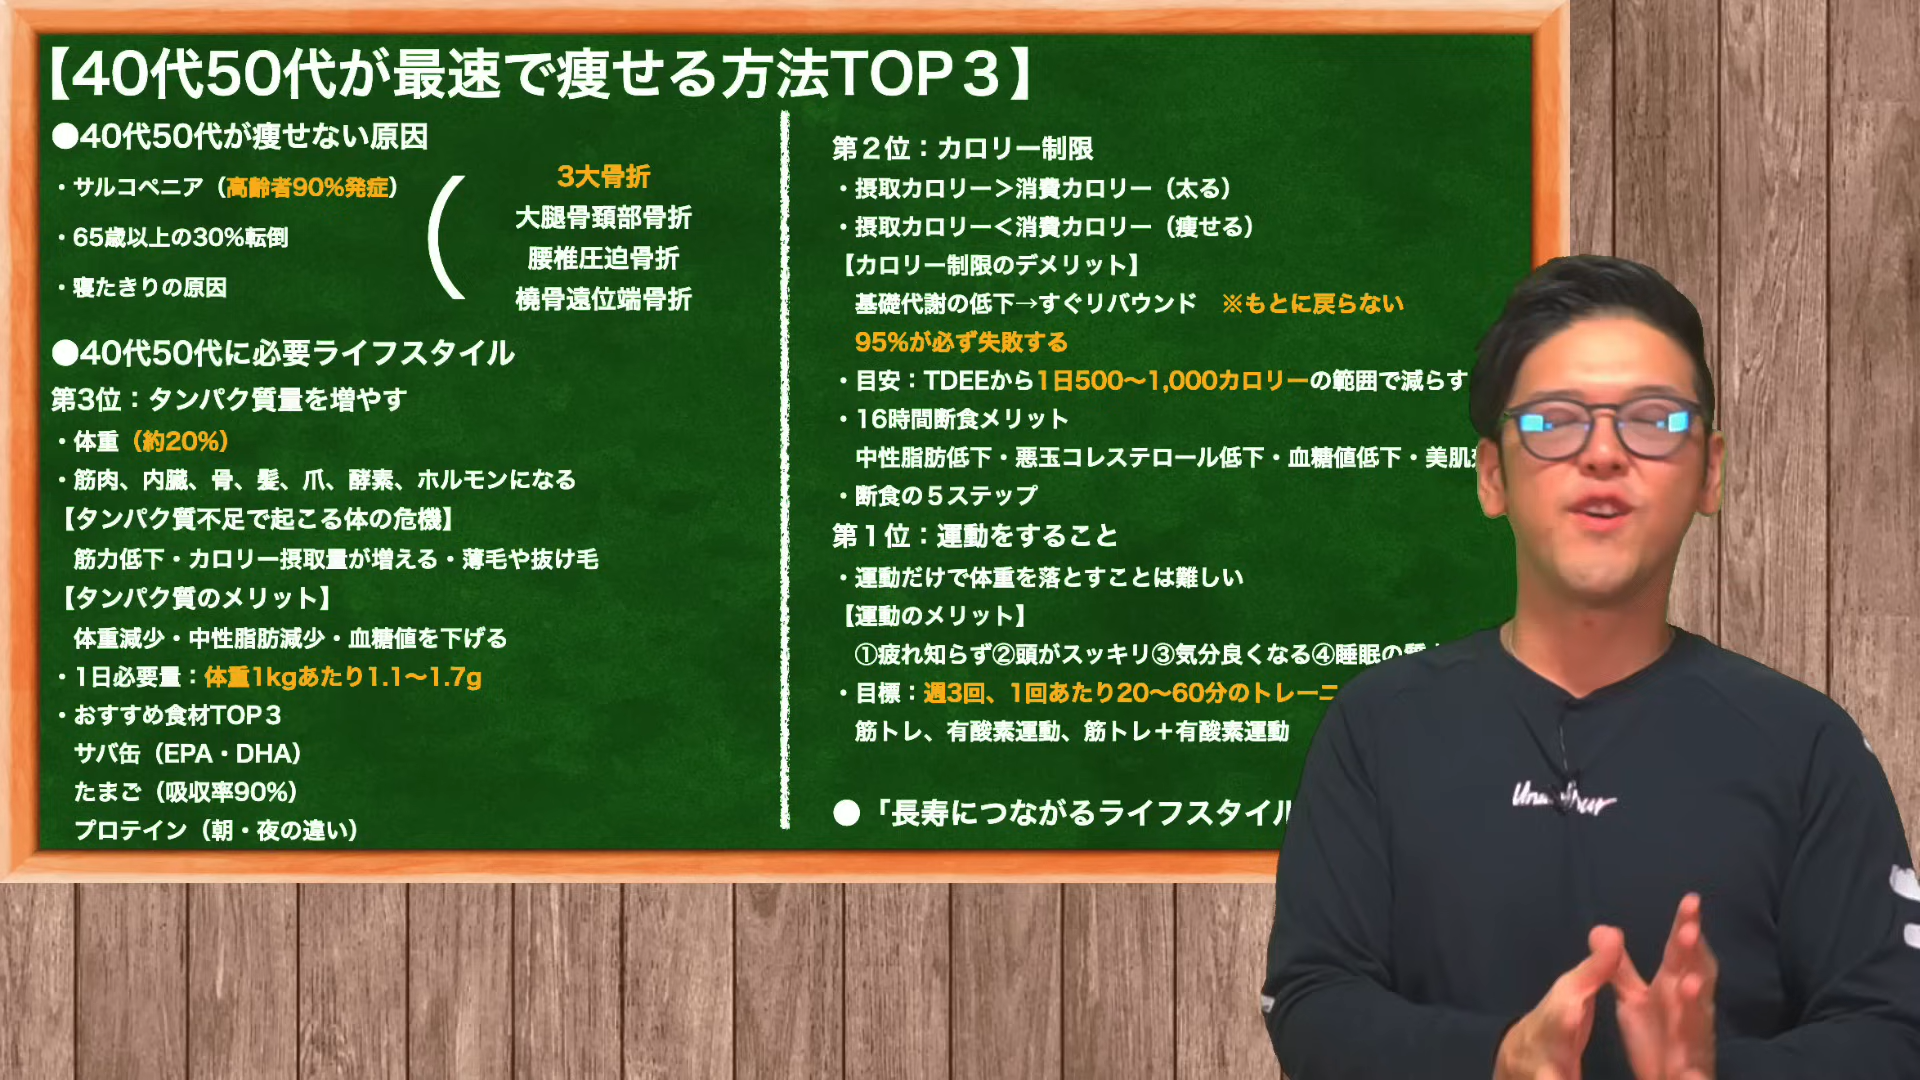 【40代50代が最速で痩せる方法TOP３】
●40代50代が痩せない原因
・サルコペニア（高齢者90%発症）
・65歳以上の30%転倒
・寝たきりの原因
3大骨折
大腿骨頸部骨折
腰椎圧迫骨折
橈骨遠位端骨折
●40代50代に必要ライフスタイル
第3位：タンパク質量を増やす
・体重（約20%）
・筋肉、内臓、骨、髪、爪、酵素、ホルモンになる
【タンパク質不足で起こる体の危機】
筋力低下・カロリー摂取量が増える・薄毛や抜け毛
【タンパク質のメリット】
体重減少・中性脂肪減少・血糖値を下げる
・1日必要量：体重1kgあたり1.1〜1.7g
・おすすめ食材TOP３
サバ缶（EPA・DHA）
たまご（吸収率90%）
プロテイン（朝・夜の違い）
第２位：カロリー制限
・摂取カロリー＞消費カロリー（太る）
・摂取カロリー＜消費カロリー（痩せる）
【カロリー制限のデメリット】
基礎代謝の低下→すぐリバウンド　※もとに戻らない
95%が必ず失敗する
・目安：TDEEから1日500〜1,000カロリーの範囲で減らす
・16時間断食メリット
中性脂肪低下・悪玉コレステロール低下・血糖値低下・美肌
・断食の５ステップ
第１位：運動をすること
・運動だけで体重を落とすことは難しい
【運動のメリット】
①疲れ知らず②頭がスッキリ③気分良くなる④睡眠の
・目標：週3回、1回あたり20〜60分のトレーニ
筋トレ、有酸素運動、筋トレ＋有酸素運動
●「長寿につながるライフスタイル